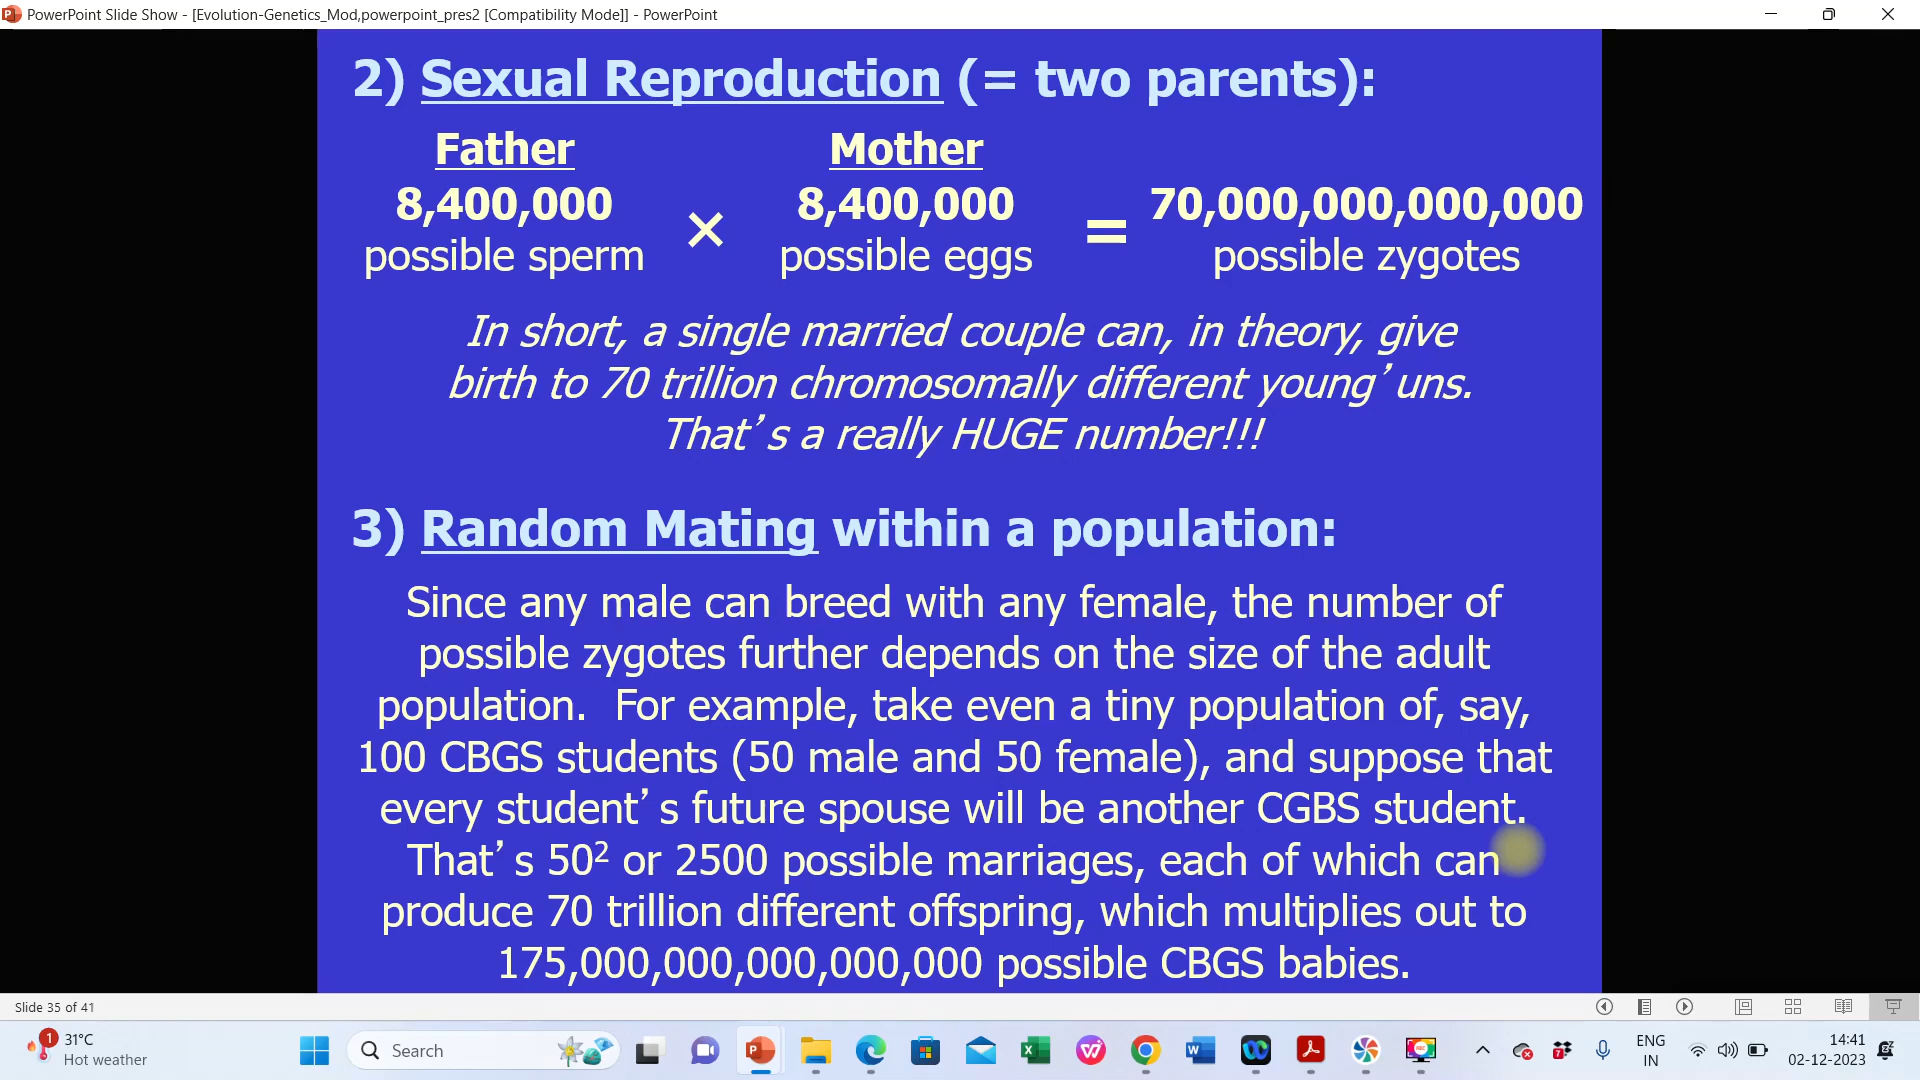 PowerPoint Slide Show - [Evolution-Genetics_Mod,powerpoint_pres2 [Compatibility Mode]] - PowerPoint
2) Sexual Reproduction (= two parents):
Father Mother
8,400,000 × 8,400,000 = 70,000,000,000,000
possible sperm possible eggs possible zygotes
In short, a single married couple can, in theory, give
birth to 70 trillion chromosomally different young’uns.
That’s a really HUGE number!!!
3) Random Mating within a population:
Since any male can breed with any female, the number of
possible zygotes further depends on the size of the adult
population.  For example, take even a tiny population of, say,
100 CBGS students (50 male and 50 female), and suppose that
every student’s future spouse will be another CGBS student.
That’s 50² or 2500 possible marriages, each of which can
produce 70 trillion different offspring, which multiplies out to
175,000,000,000,000,000 possible CBGS babies.
Slide 35 of 41
1 31°C
Hot weather
Search
7
ENG
IN
14:41
02-12-2023